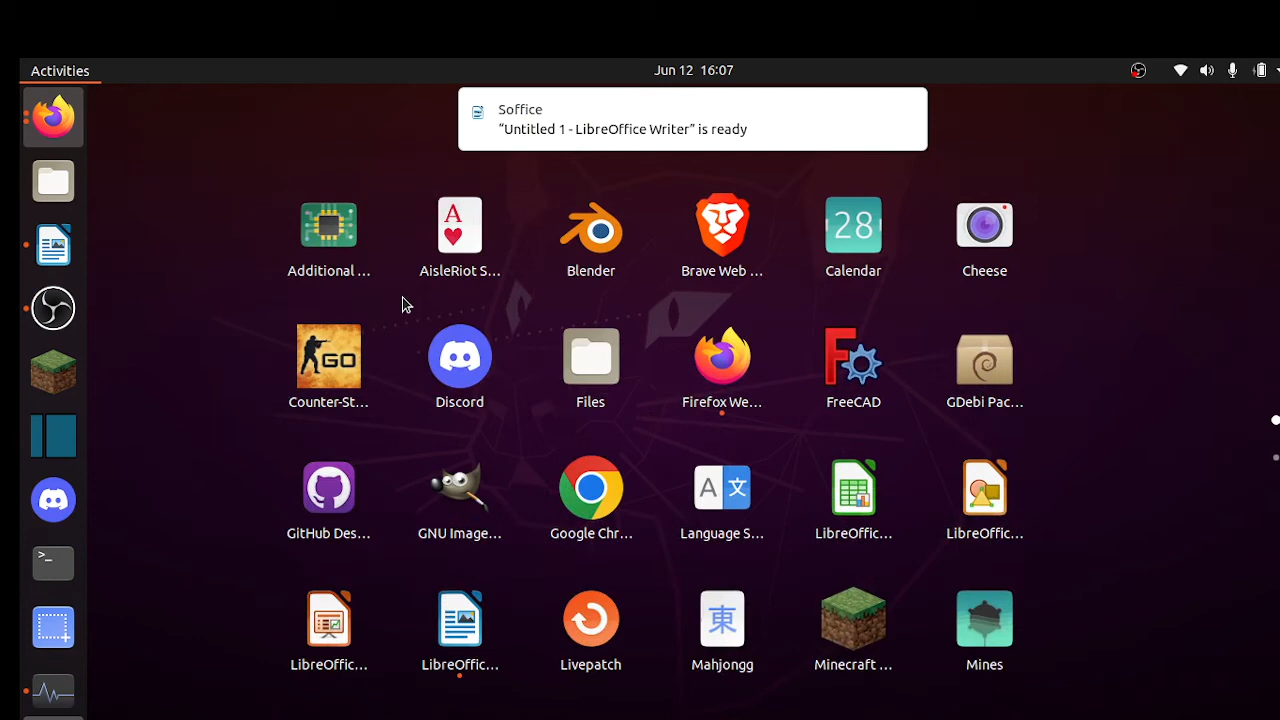 Activities
Jun 12 16:07
Soffice
“Untitled 1 - LibreOffice Writer” is ready
Additional ...
A
AisleRiot S...
Blender
Brave Web ...
28
Calendar
Cheese
GO
Counter-St...
Discord
Files
Firefox We...
FreeCAD
GDebi Pac...
GitHub Des...
GNU Image...
Google Chr...
A 文
Language S...
LibreOffic...
LibreOffic...
>_
LibreOffic...
LibreOffic...
Livepatch
東
Mahjongg
Minecraft ...
Mines